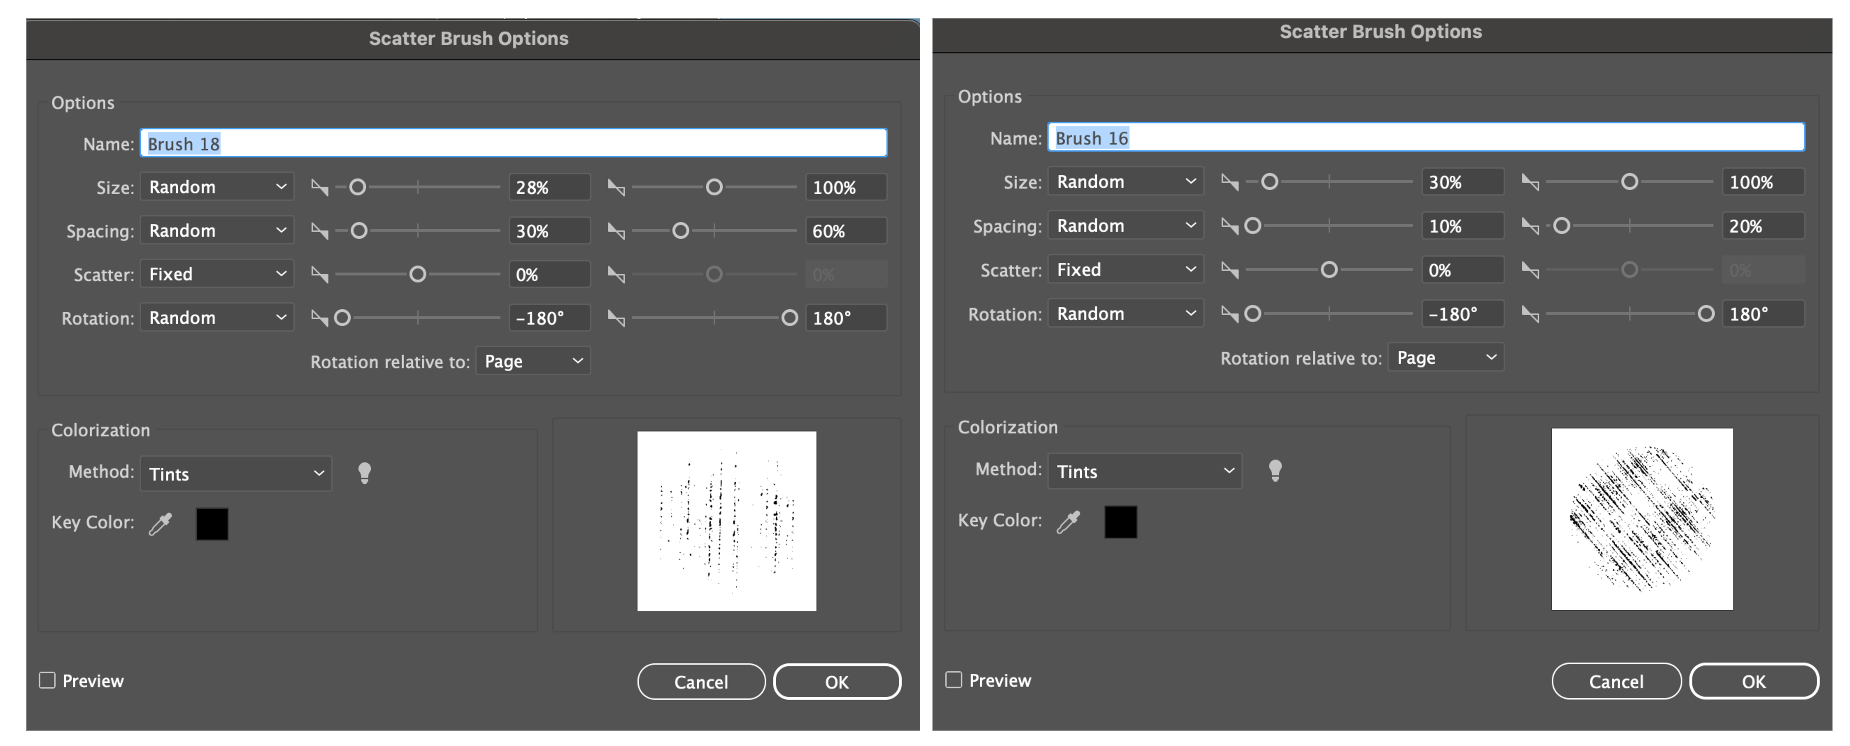 Scatter Brush Options
Options
Name: Brush 18
Size: Random 28% 100%
Spacing: Random 30% 60%
Scatter: Fixed 0% 0%
Rotation: Random -180° 180°
Rotation relative to: Page
Colorization
Method: Tints
Key Color:
Preview
Cancel OK
Scatter Brush Options
Options
Name: Brush 16
Size: Random 30% 100%
Spacing: Random 10% 20%
Scatter: Fixed 0% 0%
Rotation: Random -180° 180°
Rotation relative to: Page
Colorization
Method: Tints
Key Color:
Preview
Cancel OK